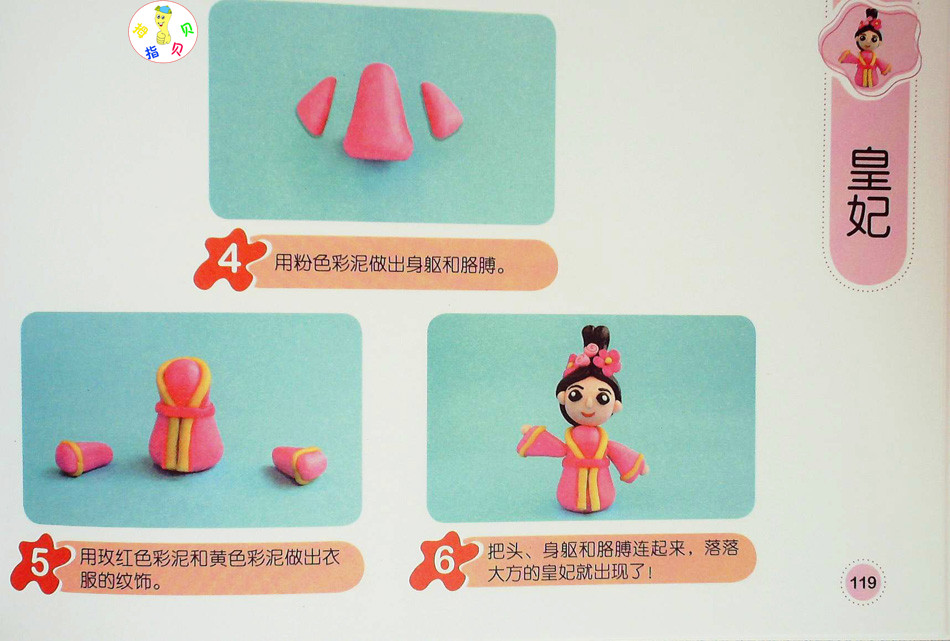 指贝贝
皇妃
4
用粉色彩泥做出身躯和胳膊。
5
用玫红色彩泥和黄色彩泥做出衣
服的纹饰。
6
把头、身躯和胳膊连起来，落落
大方的皇妃就出现了！
119